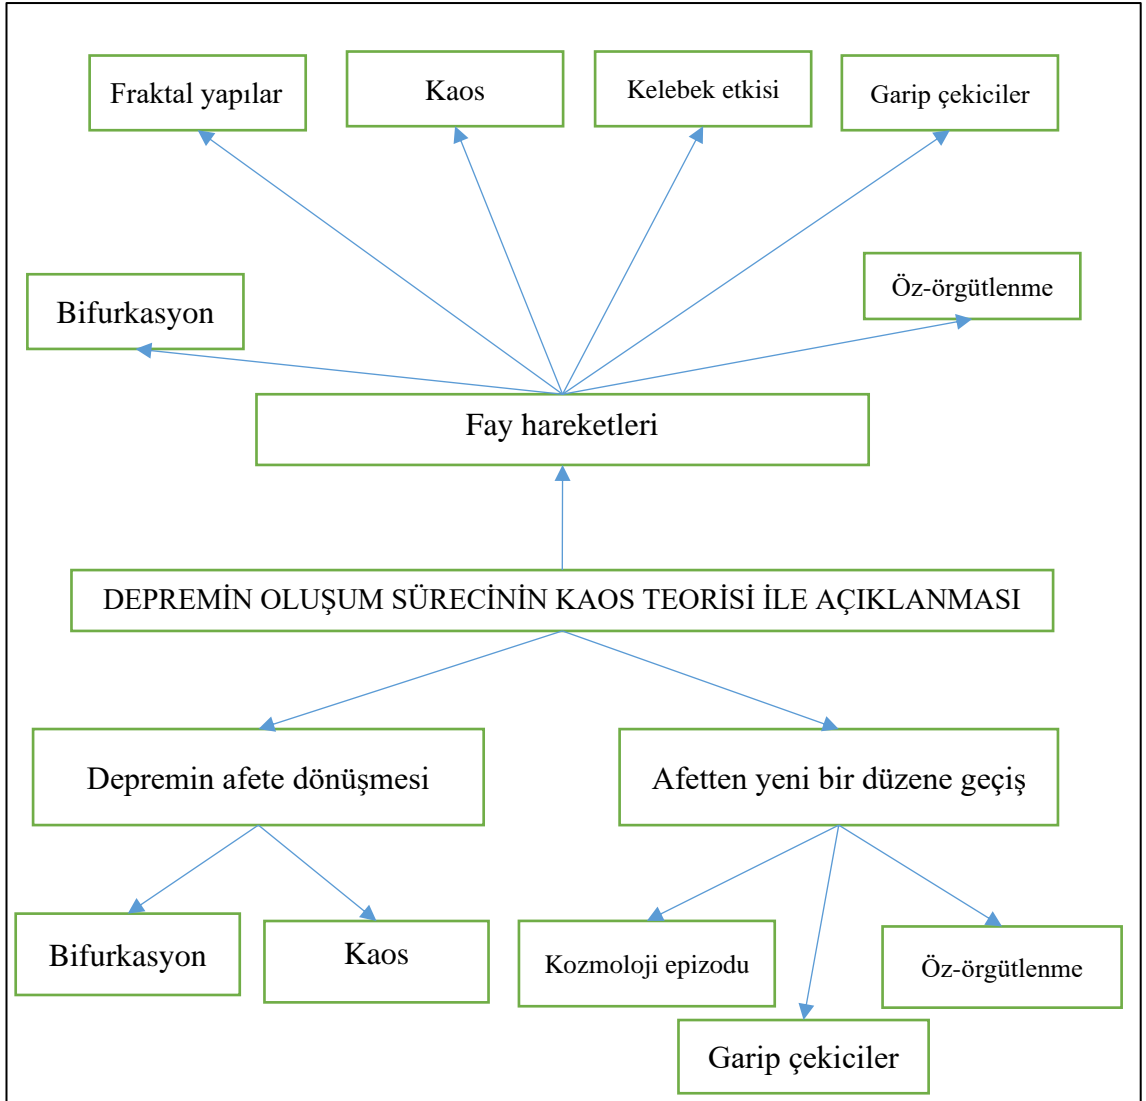 Fraktal yapılar
Kaos
Kelebek etkisi
Garip çekiciler
Bifurkasyon
Öz-örgütlenme
Fay hareketleri
DEPREMİN OLUŞUM SÜRECİNİN KAOS TEORİSİ İLE AÇIKLANMASI
Depremin afete dönüşmesi
Afetten yeni bir düzene geçiş
Bifurkasyon
Kaos
Kozmoloji epizodu
Öz-örgütlenme
Garip çekiciler